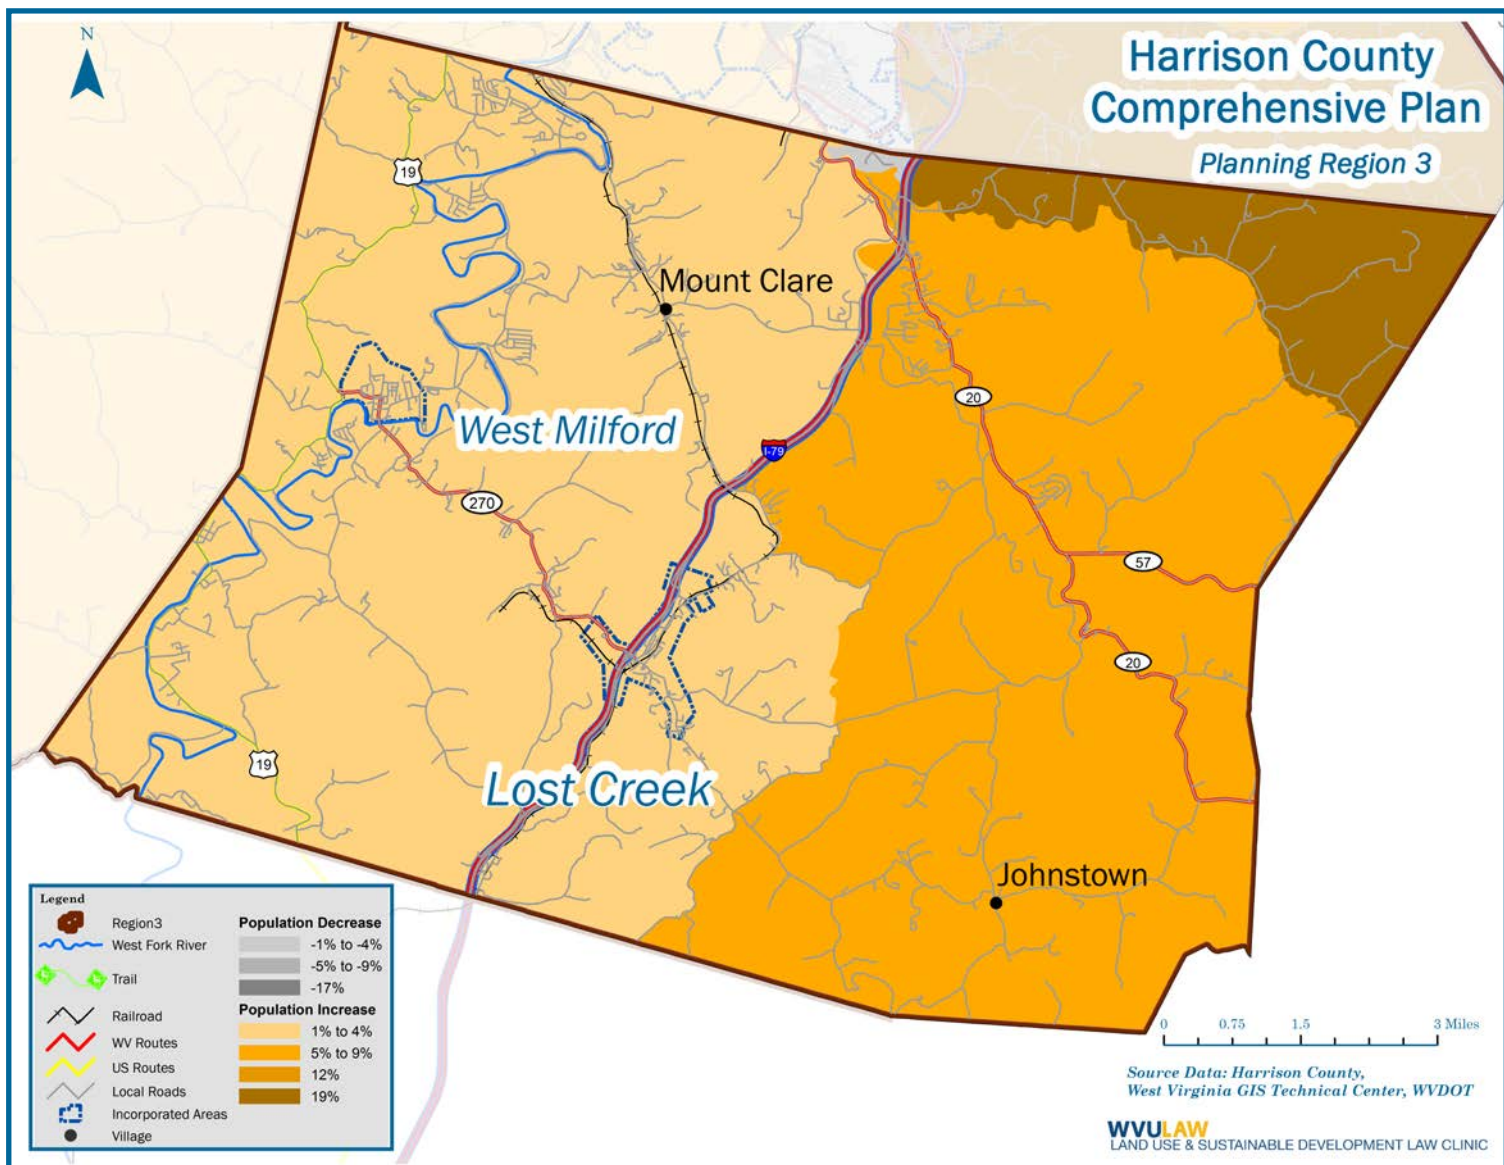 N
Harrison County
Comprehensive Plan
Planning Region 3
19
Mount Clare
20
West Milford
I-79
270
57
20
19
Lost Creek
Johnstown
Legend
Region3
West Fork River
Trail
Railroad
WV Routes
US Routes
Local Roads
Incorporated Areas
Village
Population Decrease
-1% to -4%
-5% to -9%
-17%
Population Increase
1% to 4%
5% to 9%
12%
19%
0 0.75 1.5 3 Miles
Source Data: Harrison County,
West Virginia GIS Technical Center, WVDOT
WVULAW
LAND USE & SUSTAINABLE DEVELOPMENT LAW CLINIC